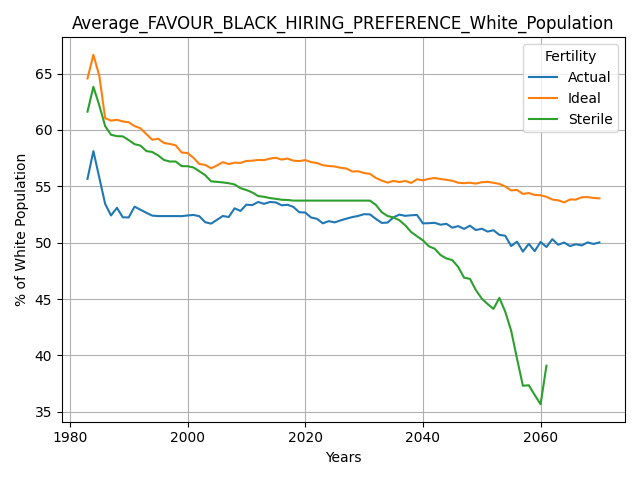 Average_FAVOUR_BLACK_HIRING_PREFERENCE_White_Population
Fertility
Actual
Ideal
Sterile
% of White Population
65
60
55
50
45
40
35
1980
2000
2020
2040
2060
Years